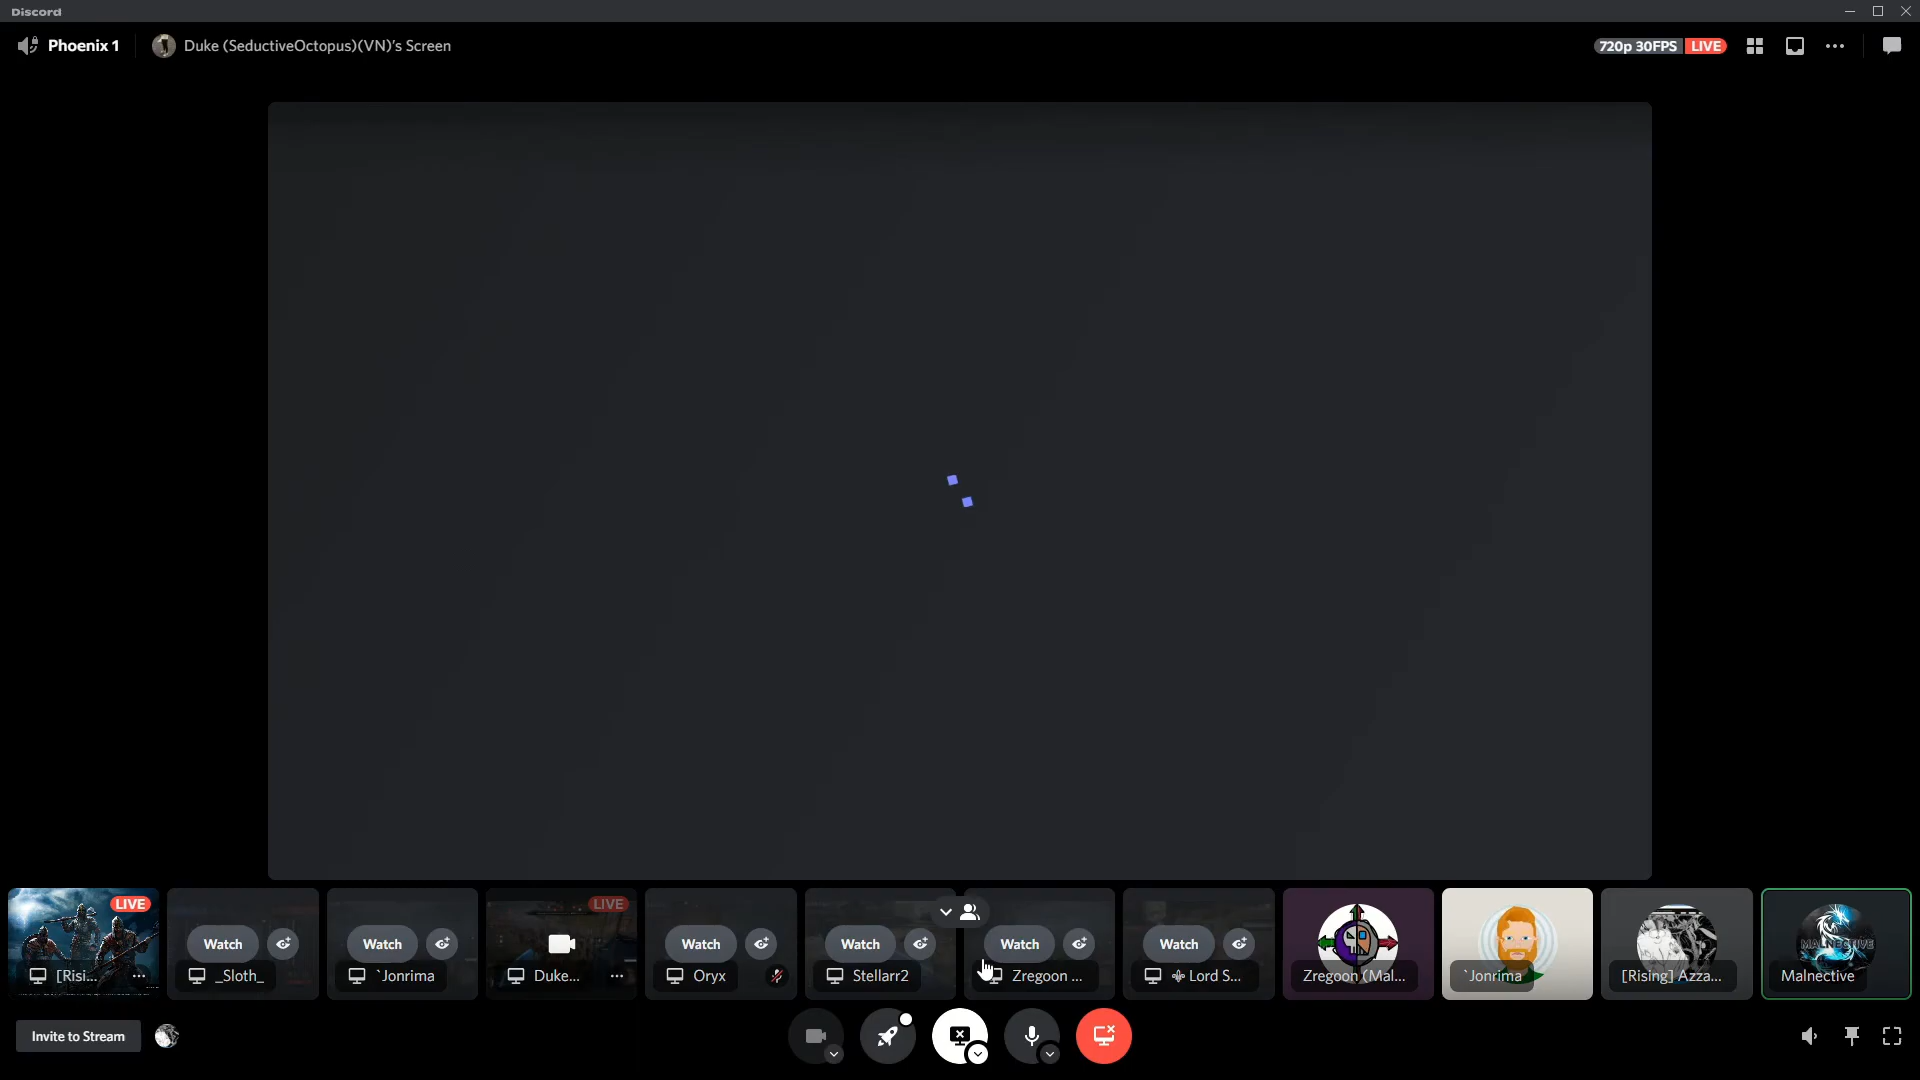 Discord
Phoenix 1
Duke (SeductiveOctopus)(VN)'s Screen
720p 30FPS LIVE
LIVE
[Risi...
Watch
_Sloth_
Watch
`Jonrima
LIVE
Duke...
Watch
Oryx
Watch
Stellarr2
Watch
Zregoon ...
Watch
Lord S...
Zregoon (Mal...
`Jonrima
[Rising] Azza...
MALNECTIVE
Malnective
Invite to Stream